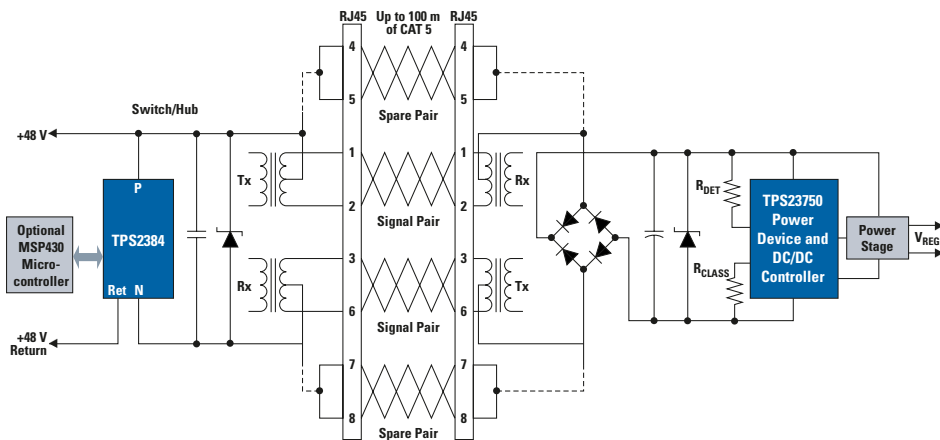 RJ45
Up to 100 m
of CAT 5
RJ45
4
4
5
5
Spare Pair
Switch/Hub
+48 V
1
1
Tx
Rx
2
2
Signal Pair
P
TPS2384
Ret N
Optional
MSP430
Micro-
controller
3
3
Rx
Tx
6
6
Signal Pair
+48 V
Return
7
7
8
8
Spare Pair
RDET
RCLASS
TPS23750
Power
Device and
DC/DC
Controller
Power
Stage
VREG